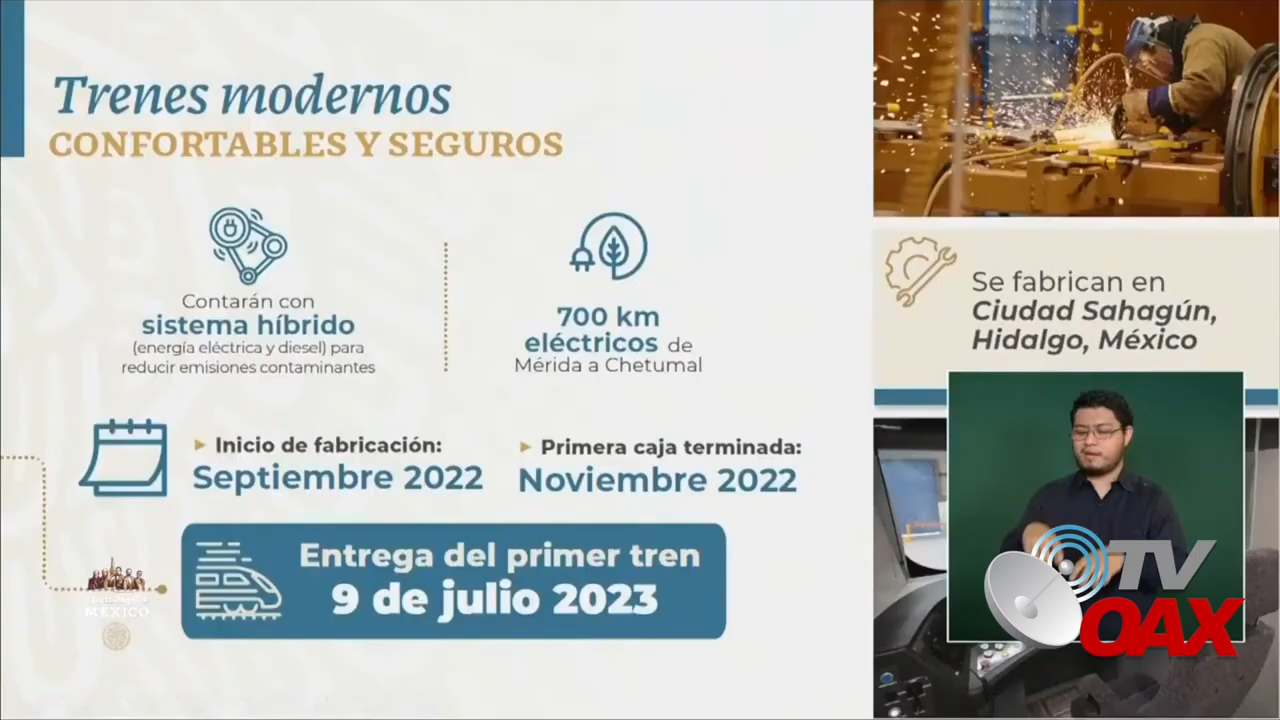 Trenes modernos
CONFORTABLES Y SEGUROS
Contarán con
sistema híbrido
(energía eléctrica y diesel) para
reducir emisiones contaminantes
700 km
eléctricos de
Mérida a Chetumal
Inicio de fabricación:
Septiembre 2022
Primera caja terminada:
Noviembre 2022
Entrega del primer tren
9 de julio 2023
MÉXICO
Se fabrican en
Ciudad Sahagún,
Hidalgo, México
TV
OAX